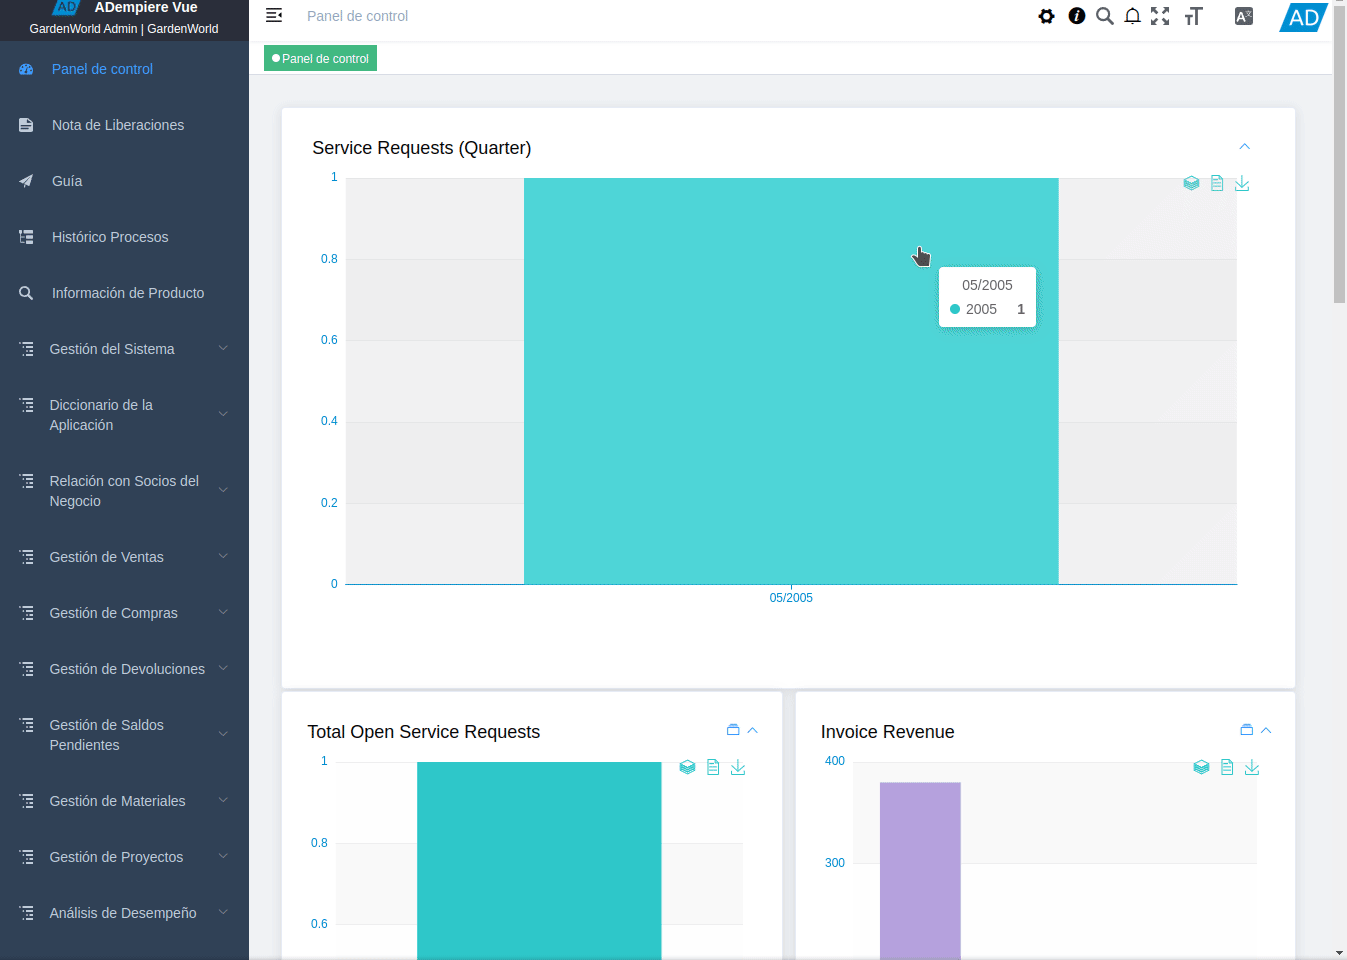 AD
ADempiere Vue
GardenWorld Admin | GardenWorld
Panel de control
Nota de Liberaciones
Guía
Histórico Procesos
Información de Producto
Gestión del Sistema
Diccionario de la
Aplicación
Relación con Socios del
Negocio
Gestión de Ventas
Gestión de Compras
Gestión de Devoluciones
Gestión de Saldos
Pendientes
Gestión de Materiales
Gestión de Proyectos
Análisis de Desempeño
Panel de control
AD
Panel de control
Service Requests (Quarter)
1
0.8
0.6
0.4
0.2
0
05/2005
05/2005
2005 1
Total Open Service Requests
1
0.8
0.6
Invoice Revenue
400
300